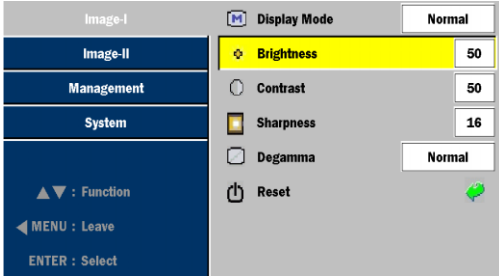 Image-I
Image-II
Management
System
▲▼ : Function
◀ MENU : Leave
ENTER : Select
M Display Mode Normal
Brightness 50
Contrast 50
Sharpness 16
Degamma Normal
Reset